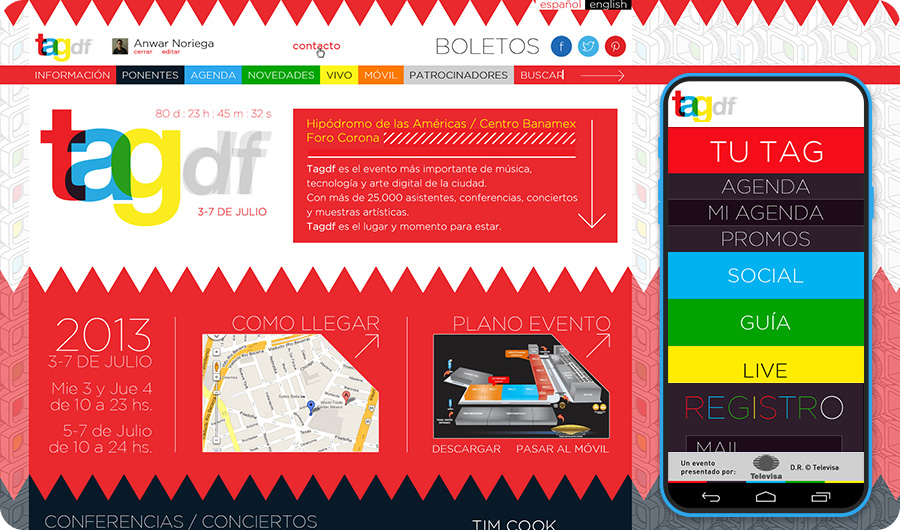 español english
tagdf
Anwar Noriega
cerrar editar
contacto
BOLETOS
INFORMACIÓN PONENTES AGENDA NOVEDADES VIVO MÓVIL PATROCINADORES BUSCAR
80 d : 23 h : 45 m : 32 s
tagdf
3-7 DE JULIO
Hipódromo de las Américas / Centro Banamex
Foro Corona
Tagdf es el evento más importante de música,
tecnología y arte digital de la ciudad.
Con más de 25,000 asistentes, conferencias, conciertos
y muestras artísticas.
Tagdf es el lugar y momento para estar.
2013
3-7 DE JULIO
Mie 3 y Jue 4
de 10 a 23 hs.
5-7 de Julio
de 10 a 24 hs.
COMO LLEGAR
PLANO EVENTO
DESCARGAR PASAR AL MÓVIL
CONFERENCIAS / CONCIERTOS
TIM COOK
tagdf
TU TAG
AGENDA
MI AGENDA
PROMOS
SOCIAL
GUÍA
LIVE
REGISTRO
MAIL
Un evento
presentado por:
Televisa
D.R. © Televisa